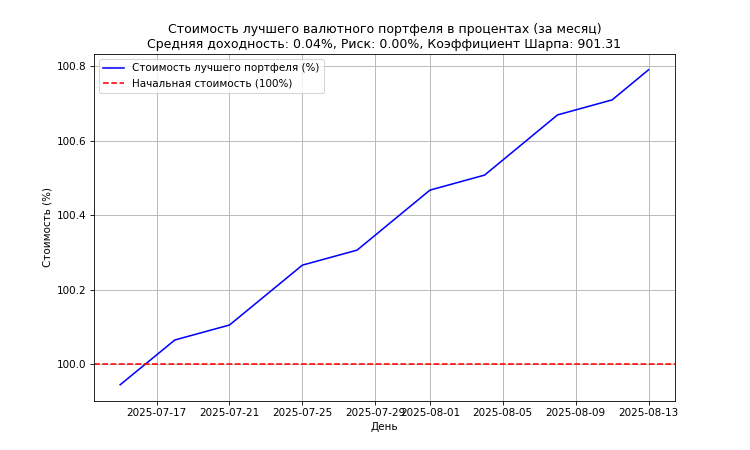 Стоимость лучшего валютного портфеля в процентах (за месяц)
Средняя доходность: 0.04%, Риск: 0.00%, Коэффициент Шарпа: 901.31
Стоимость лучшего портфеля (%)
Начальная стоимость (100%)
Стоимость (%)
100.8
100.6
100.4
100.2
100.0
2025-07-17
2025-07-21
2025-07-25
2025-07-29
2025-08-01
2025-08-05
2025-08-09
2025-08-13
День